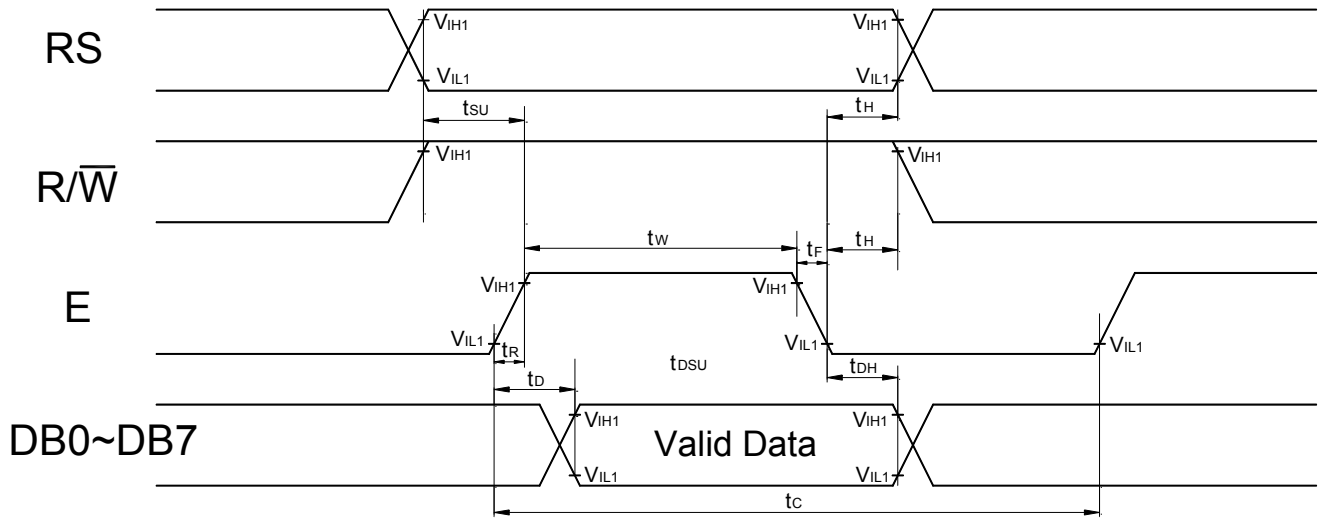 VIH1 VIH1
RS
VIL1 VIL1
tSU tH
VIH1 VIH1
R/W̅
tW tF tH
VIH1 VIH1
E
VIL1 VIL1 VIL1
tR tDSU tDH
tD
VIH1 VIH1
DB0~DB7 Valid Data
VIL1 VIL1
tC